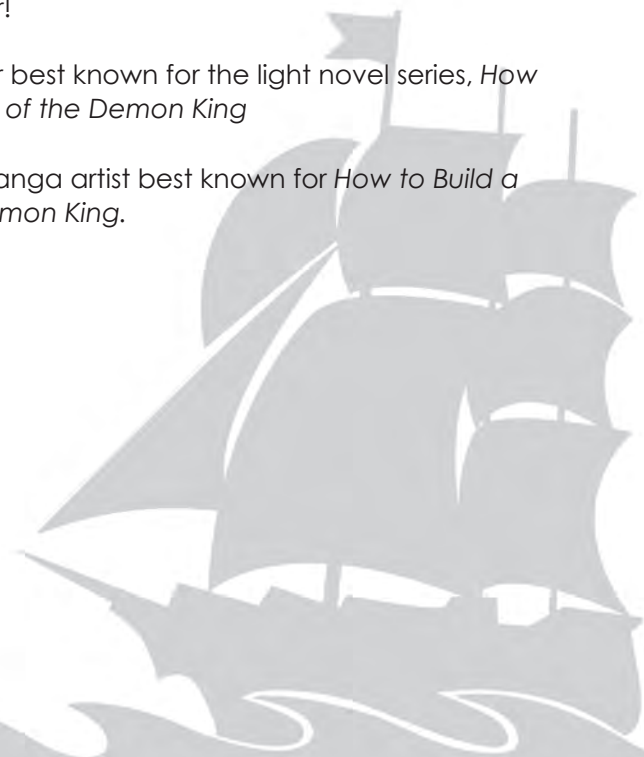 r!
r best known for the light novel series, How
of the Demon King
anga artist best known for How to Build a
mon King.